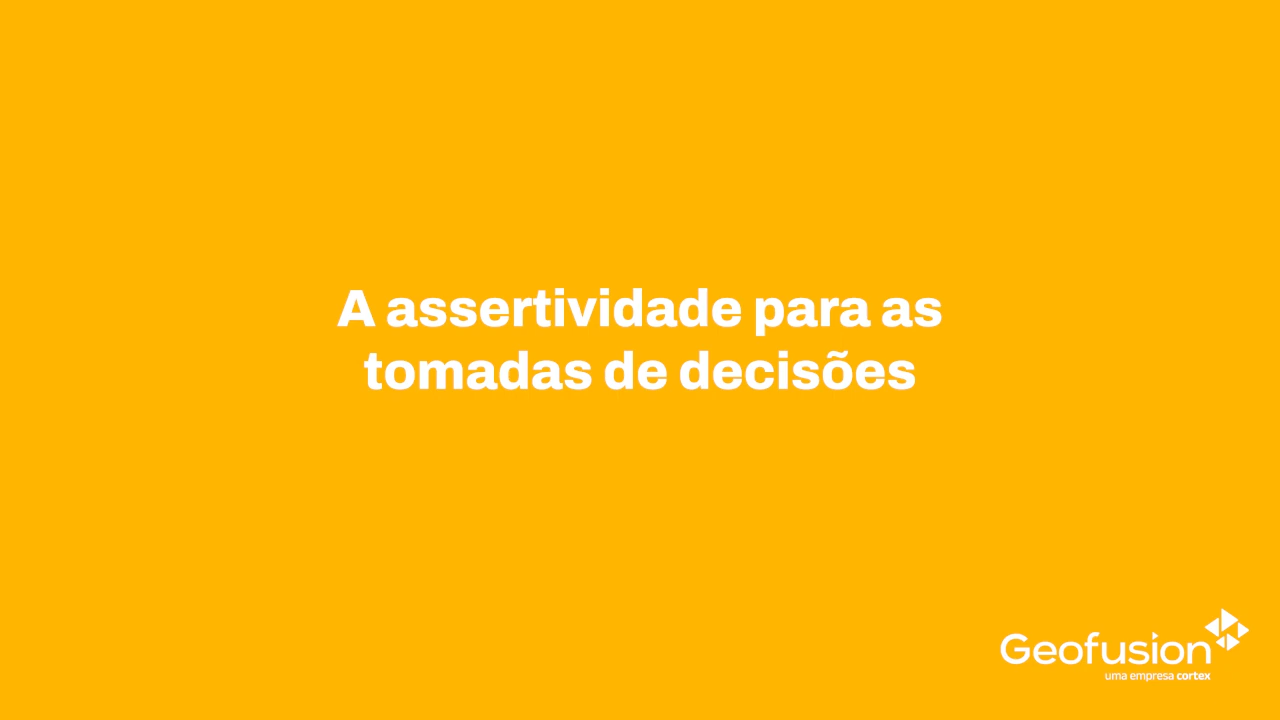 A assertividade para as
tomadas de decisões
Geofusion
uma empresa cortex